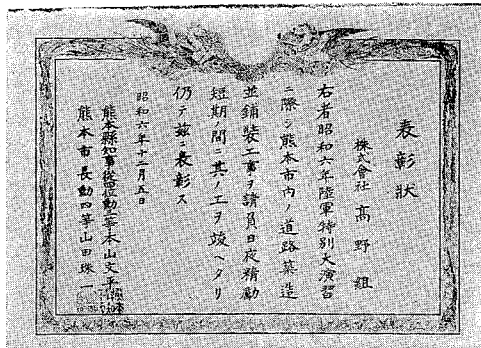 表彰狀
株式會社 高野組
右者昭和六年陸軍特別大演習
ニ際シ熊本市内ノ道路築造
並鋪裝工事ヲ請負日夜精勵
短期間ニ其ノ工ヲ竣ヘタリ
仍テ玆ニ表彰ス
昭和六年十二月五日
熊本縣知事從四位勳三等本山文平
熊本市長勳四等山田珠一